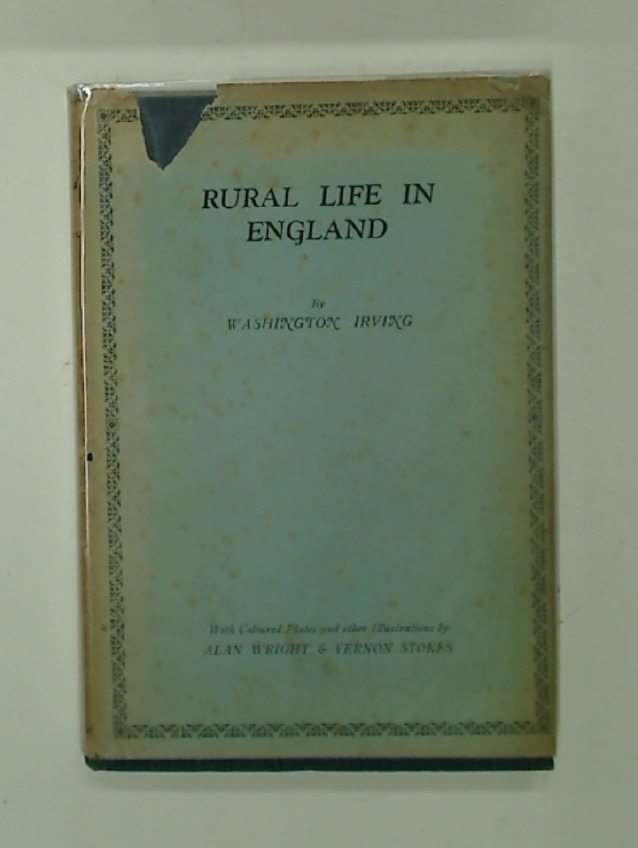 RURAL LIFE IN
ENGLAND
By
WASHINGTON IRVING
With Coloured Plates and other Illustrations by
ALAN WRIGHT & VERNON STOKES